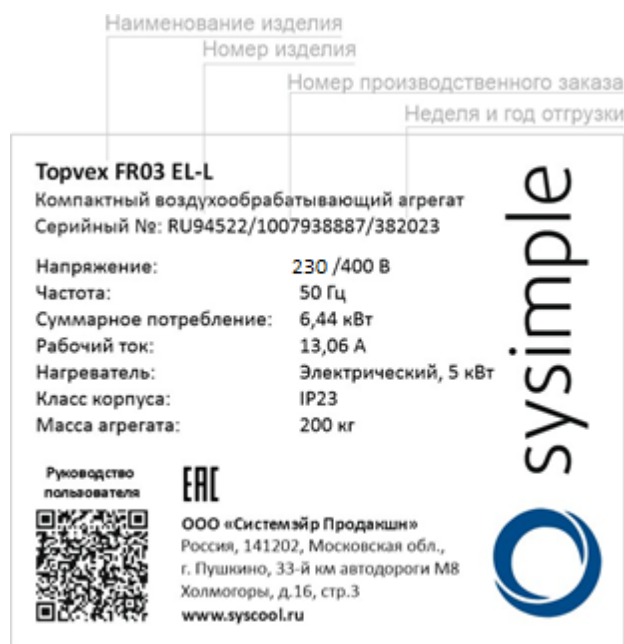 Наименование изделия
Номер изделия
Номер производственного заказа
Неделя и год отгрузки
Topvex FR03 EL-L
Компактный воздухообрабатывающий агрегат
Серийный №: RU94522/1007938887/382023
Напряжение: 230 /400 В
Частота: 50 Гц
Суммарное потребление: 6,44 кВт
Рабочий ток: 13,06 А
Нагреватель: Электрический, 5 кВт
Класс корпуса: IP23
Масса агрегата: 200 кг
sysimple
Руководство
пользователя
EAC
ООО «Системэйр Продакшн»
Россия, 141202, Московская обл.,
г. Пушкино, 33-й км автодороги М8
Холмогоры, д.16, стр.3
www.syscool.ru